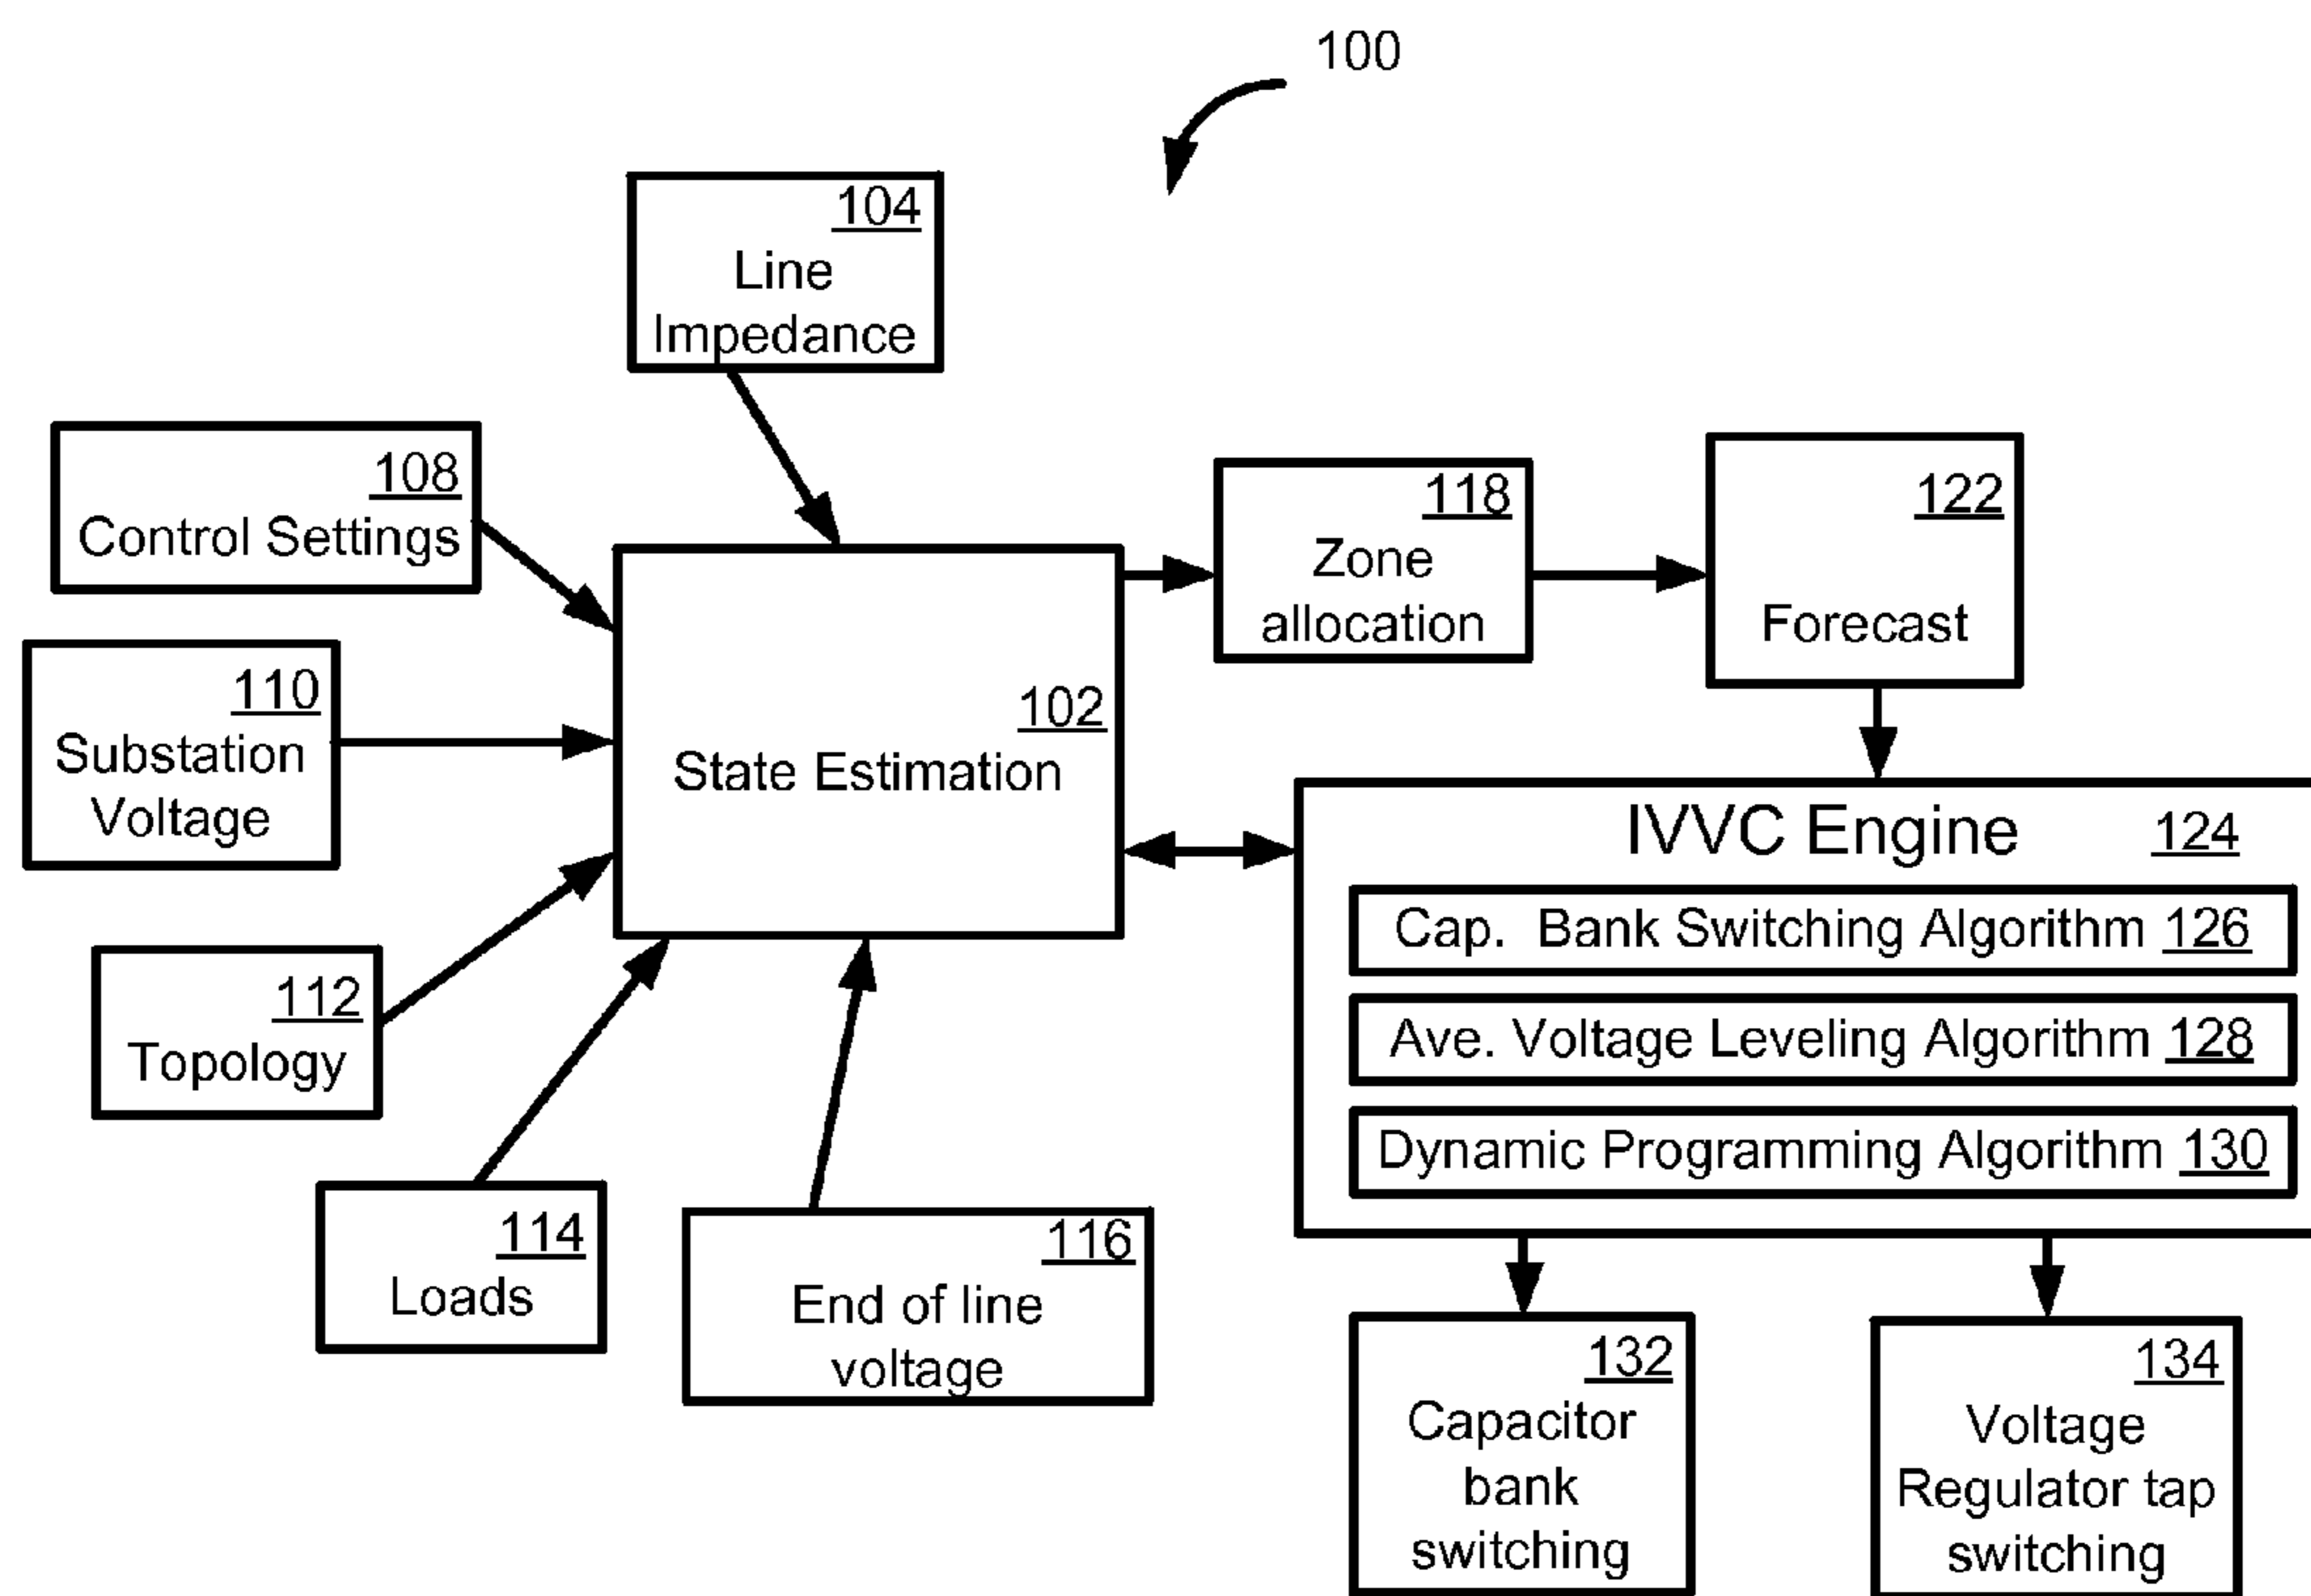 100
104
Line
Impedance
108
Control Settings
118
Zone
allocation
122
Forecast
110
Substation
Voltage
102
State Estimation
IVVC Engine 124
Cap. Bank Switching Algorithm 126
Ave. Voltage Leveling Algorithm 128
Dynamic Programming Algorithm 130
112
Topology
114
Loads
116
End of line
voltage
132
Capacitor
bank
switching
134
Voltage
Regulator tap
switching